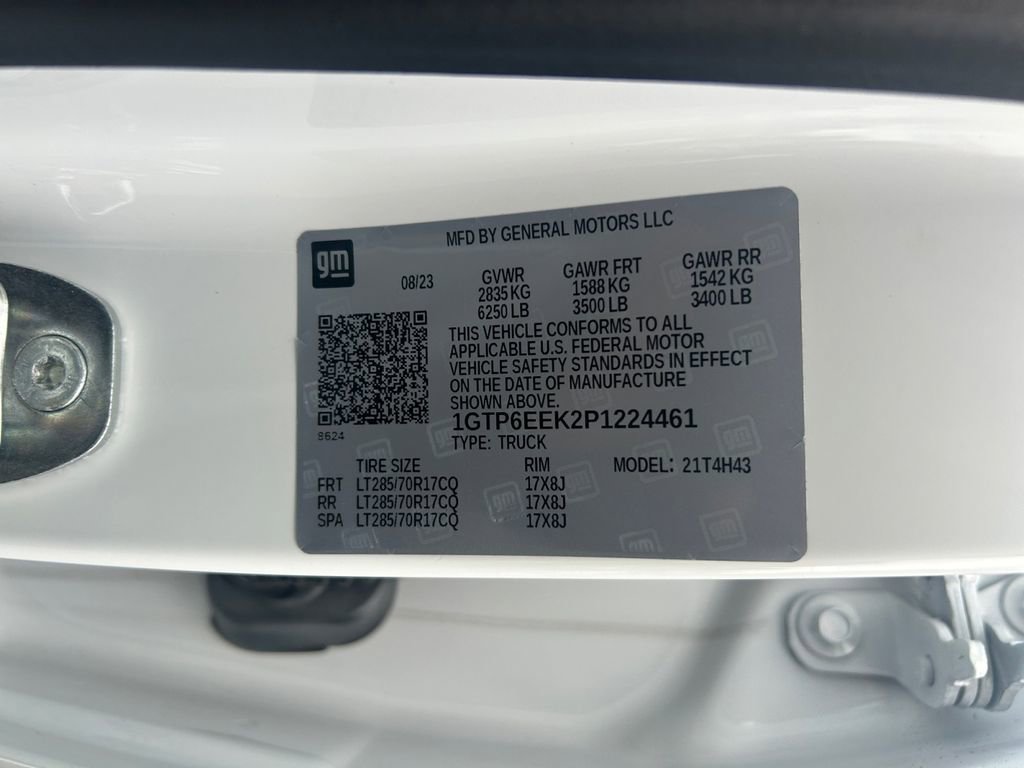 MFD BY GENERAL MOTORS LLC
gm
08/23
GVWR GAWR FRT GAWR RR
2835 KG 1588 KG 1542 KG
6250 LB 3500 LB 3400 LB
THIS VEHICLE CONFORMS TO ALL
APPLICABLE U.S. FEDERAL MOTOR
VEHICLE SAFETY STANDARDS IN EFFECT
ON THE DATE OF MANUFACTURE
SHOWN ABOVE.
1GTP6EEK2P1224461
TYPE: TRUCK
8624
TIRE SIZE RIM MODEL: 21T4H43
FRT LT285/70R17CQ 17X8J
RR LT285/70R17CQ 17X8J
SPA LT285/70R17CQ 17X8J